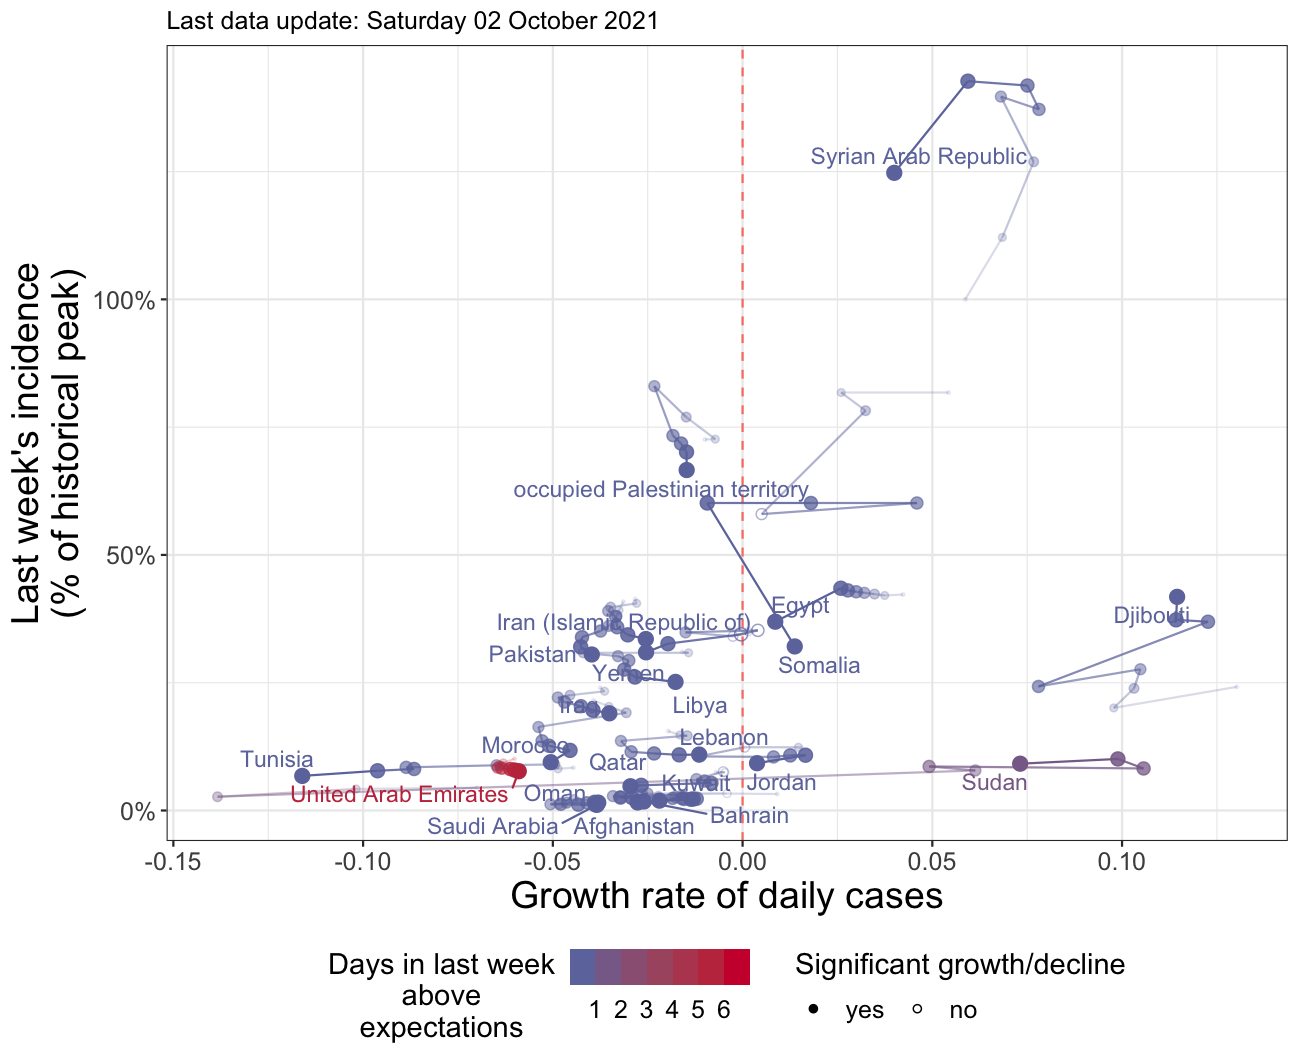 Last data update: Saturday 02 October 2021
Last week's incidence
(% of historical peak)
100%
50%
0%
Syrian Arab Republic
occupied Palestinian territory
Egypt
Djibouti
Iran (Islamic Republic of)
Pakistan
Somalia
Yemen
Iraq
Libya
Lebanon
Morocco
Tunisia
Qatar
Kuwait
Jordan
Sudan
United Arab Emirates
Oman
Bahrain
Saudi Arabia
Afghanistan
-0.15
-0.10
-0.05
0.00
0.05
0.10
Growth rate of daily cases
Days in last week
above
expectations
1 2 3 4 5 6
Significant growth/decline
yes
no